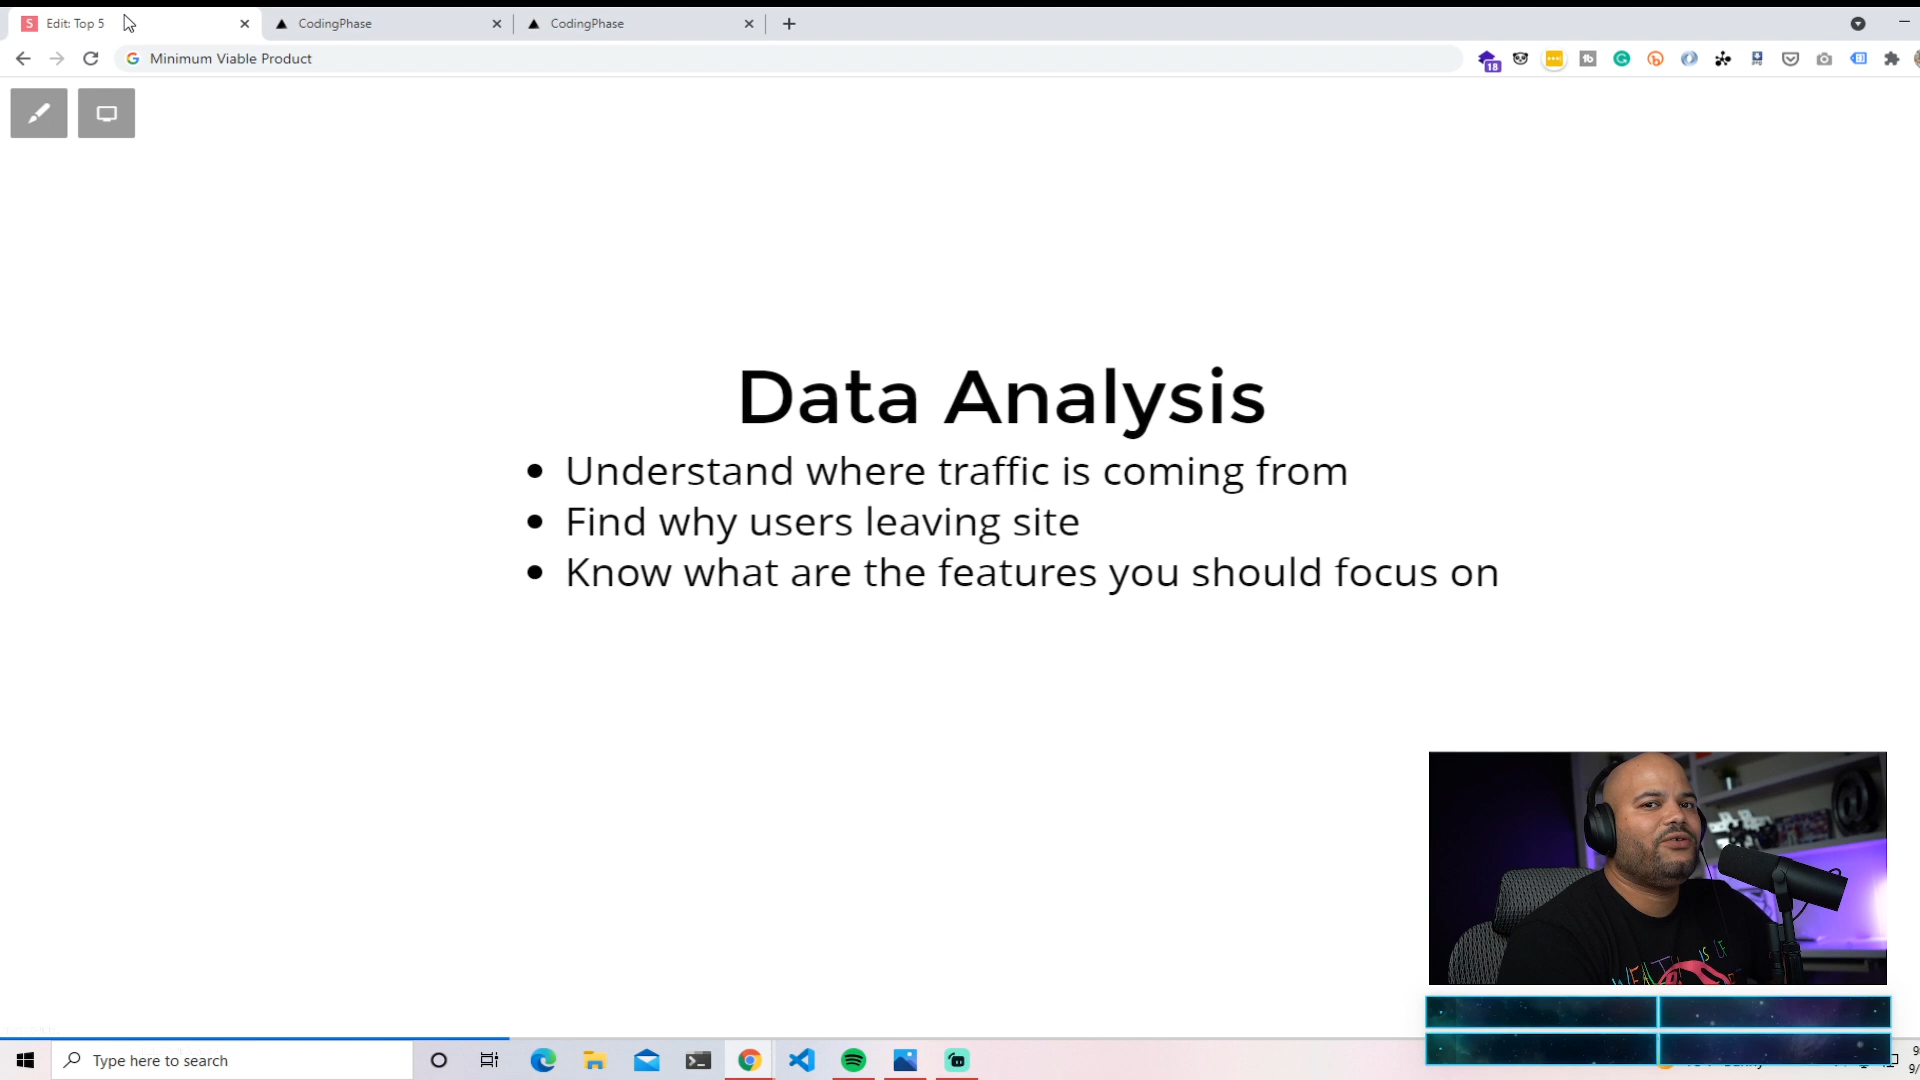 S Edit: Top 5
CodingPhase
CodingPhase
Minimum Viable Product
18
Data Analysis
• Understand where traffic is coming from
• Find why users leaving site
• Know what are the features you should focus on
Type here to search